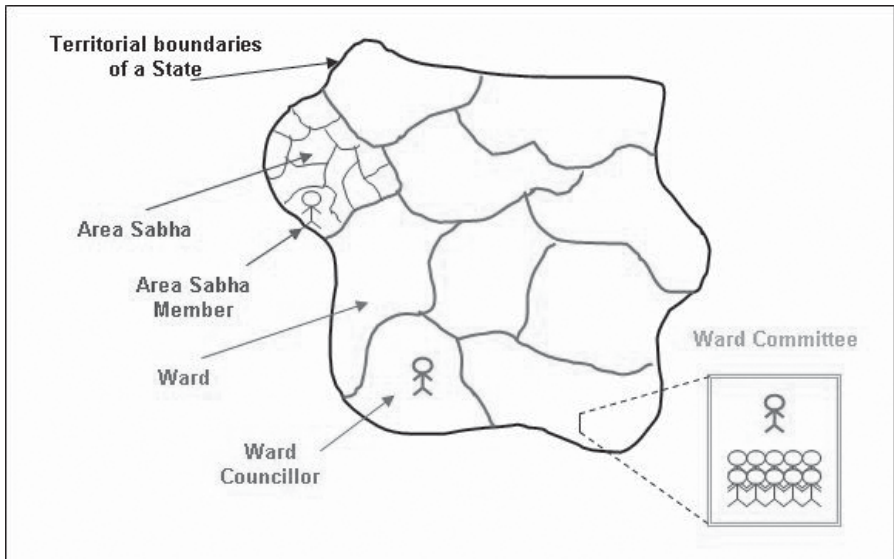 Territorial boundaries
of a State
Area Sabha
Area Sabha
Member
Ward
Ward
Councillor
Ward Committee